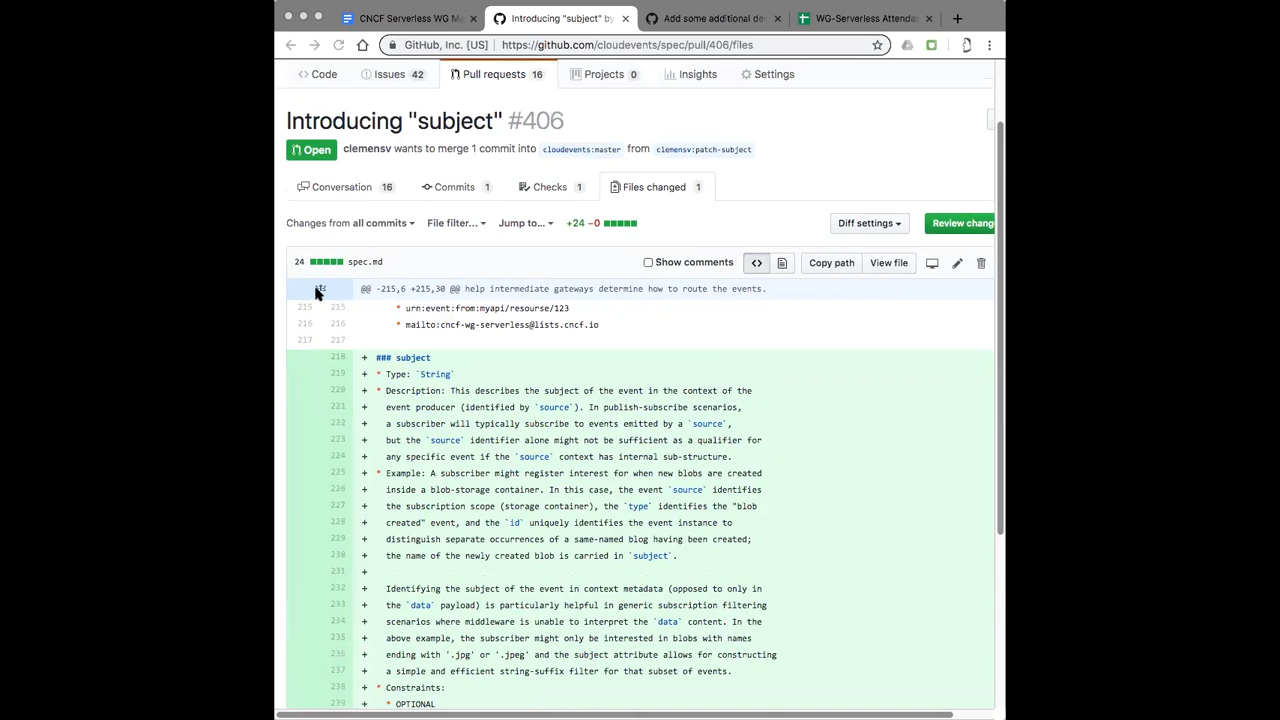 CNCF Serverless WG M
Introducing "subject" by
Add some additional de
WG-Serverless Attendan
GitHub, Inc. [US]
https://github.com/cloudevents/spec/pull/406/files
Code
Issues 42
Pull requests 16
Projects 0
Insights
Settings
Introducing "subject" #406
Open
clemensv wants to merge 1 commit into cloudevents:master from clemensv:patch-subject
Conversation 16
Commits 1
Checks 1
Files changed 1
Changes from all commits
File filter...
Jump to...
+24 −0
Diff settings
Review chang
24 spec.md
Show comments
Copy path
View file
@@ -215,6 +215,30 @@ help intermediate gateways determine how to route the events.
215 215 * urn:event:from:myapi/resourse/123
216 216 * mailto:cncf-wg-serverless@lists.cncf.io
217 217
218 + ### subject
219 + * Type: `String`
220 + * Description: This describes the subject of the event in the context of the
221 + event producer (identified by `source`). In publish-subscribe scenarios,
222 + a subscriber will typically subscribe to events emitted by a `source`,
223 + but the `source` identifier alone might not be sufficient as a qualifier for
224 + any specific event if the `source` context has internal sub-structure.
225 + * Example: A subscriber might register interest for when new blobs are created
226 + inside a blob-storage container. In this case, the event `source` identifies
227 + the subscription scope (storage container), the `type` identifies the "blob
228 + created" event, and the `id` uniquely identifies the event instance to
229 + distinguish separate occurrences of a same-named blog having been created;
230 + the name of the newly created blob is carried in `subject`.
231 +
232 + Identifying the subject of the event in context metadata (opposed to only in
233 + the `data` payload) is particularly helpful in generic subscription filtering
234 + scenarios where middleware is unable to interpret the `data` content. In the
235 + above example, the subscriber might only be interested in blobs with names
236 + ending with '.jpg' or '.jpeg' and the subject attribute allows for constructing
237 + a simple and efficient string-suffix filter for that subset of events.
238 + * Constraints:
239 + * OPTIONAL